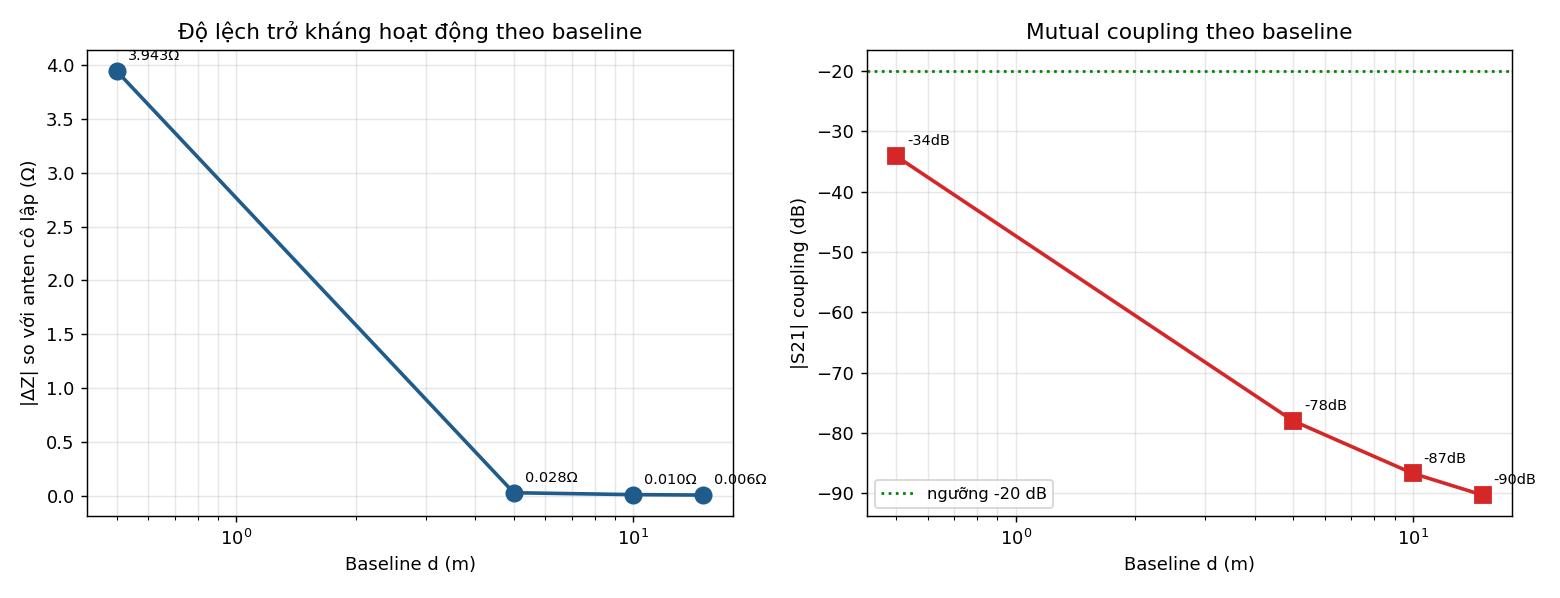 Độ lệch trở kháng hoạt động theo baseline
|ΔZ| so với anten cô lập (Ω)
4.0
3.5
3.0
2.5
2.0
1.5
1.0
0.5
0.0
3.943Ω
0.028Ω
0.010Ω
0.006Ω
10⁰
10¹
Baseline d (m)
Mutual coupling theo baseline
|S21| coupling (dB)
−20
−30
−40
−50
−60
−70
−80
−90
-34dB
-78dB
-87dB
-90dB
ngưỡng -20 dB
10⁰
10¹
Baseline d (m)